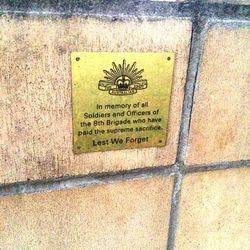 AUSTRALIAN
In memory of all
Soldiers and Officers of
the 8th Brigade who have
paid the supreme sacrifice.
Lest We Forget